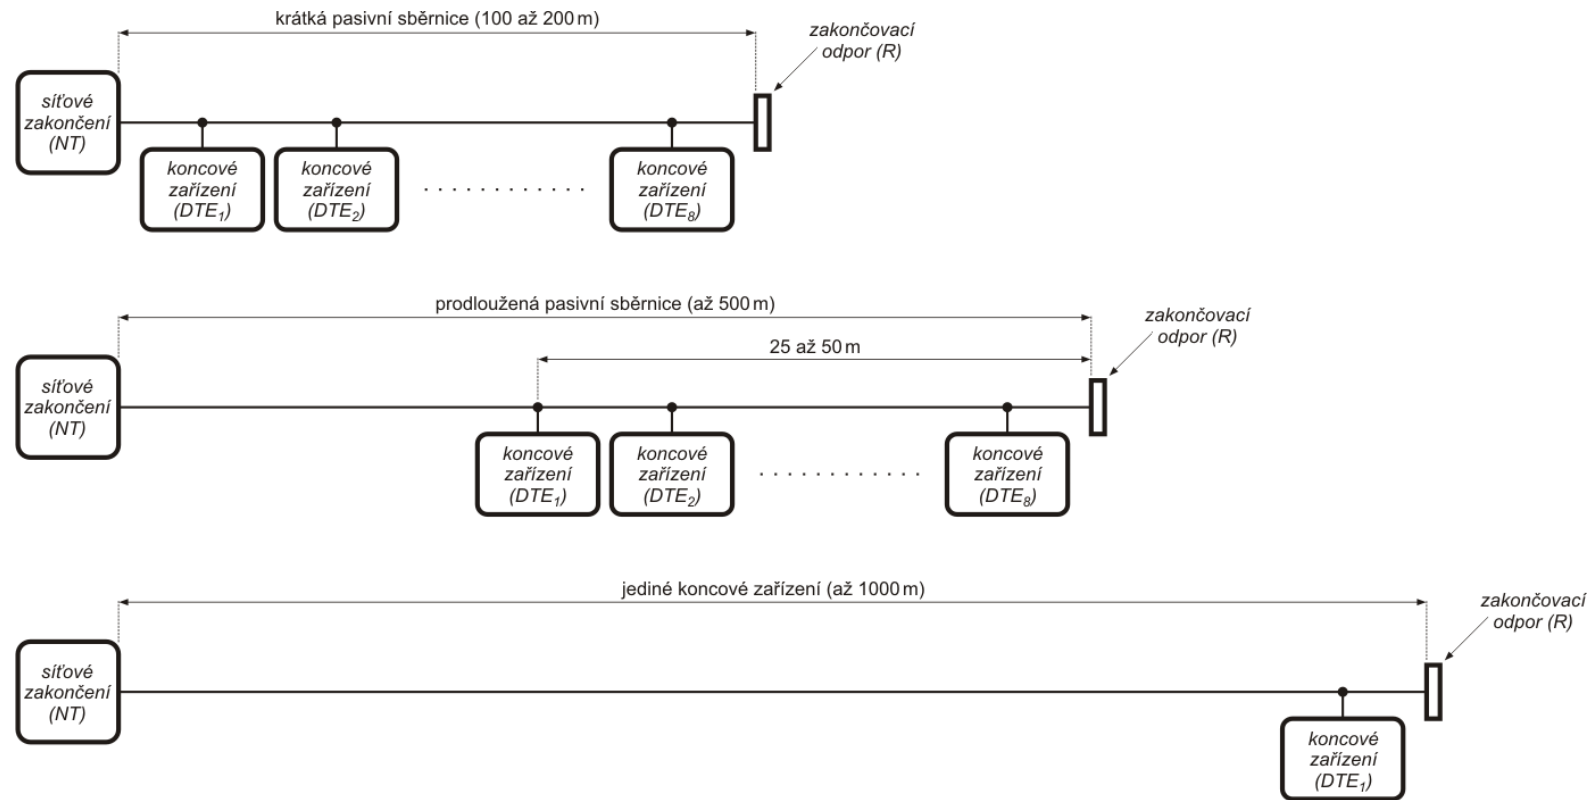 krátká pasivní sběrnice (100 až 200 m)
zakončovací
odpor (R)
síťové
zakončení
(NT)
koncové
zařízení
(DTE1)
koncové
zařízení
(DTE2)
. . . . . . . . . . . .
koncové
zařízení
(DTE8)
prodloužená pasivní sběrnice (až 500 m)
zakončovací
odpor (R)
25 až 50 m
síťové
zakončení
(NT)
koncové
zařízení
(DTE1)
koncové
zařízení
(DTE2)
. . . . . . . . . . . .
koncové
zařízení
(DTE8)
jediné koncové zařízení (až 1000 m)
zakončovací
odpor (R)
síťové
zakončení
(NT)
koncové
zařízení
(DTE1)